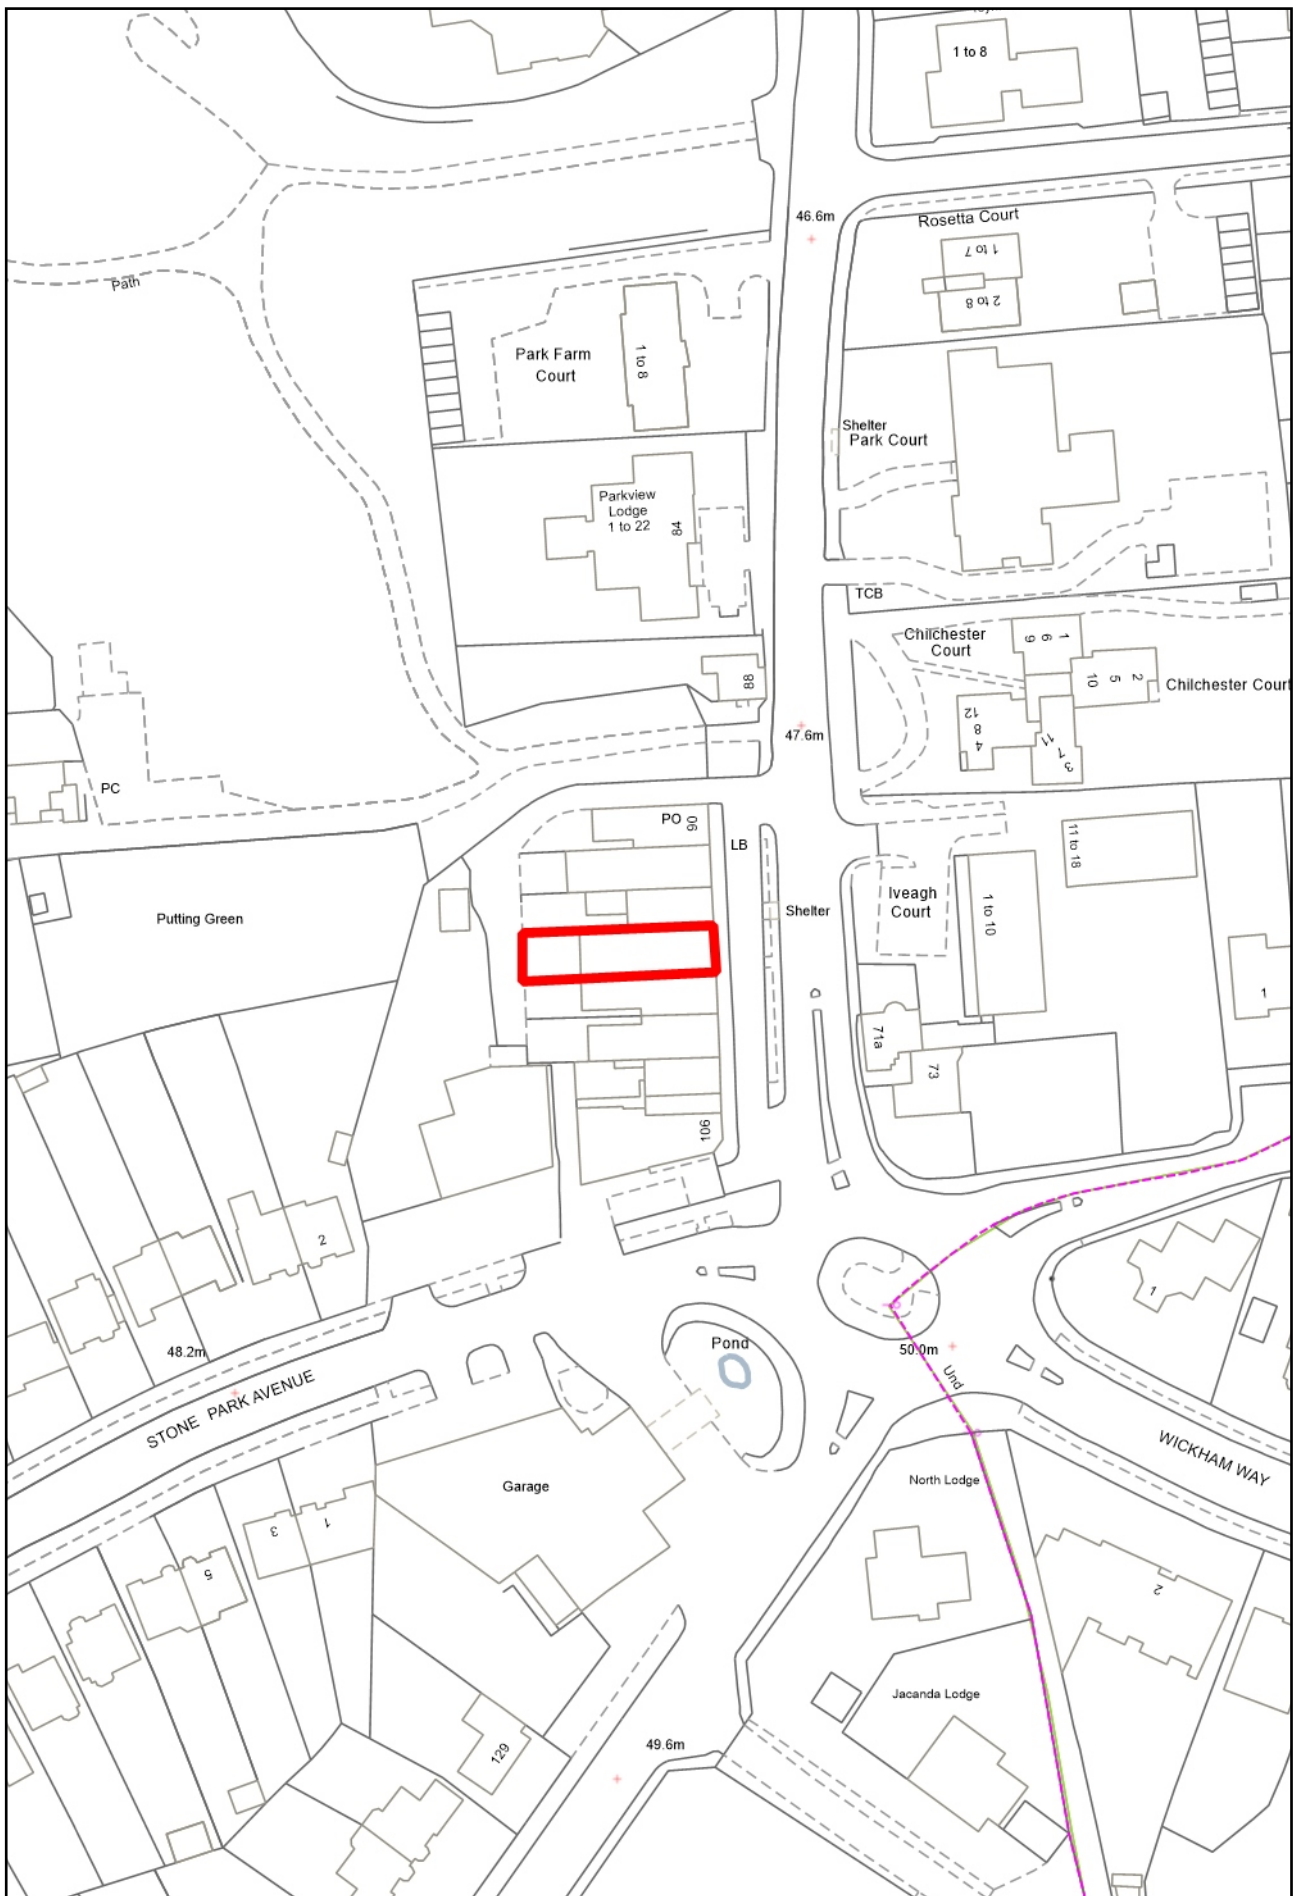 1 to 8
46.6m
Rosetta Court
1 to 7
2 to 8
Path
Park Farm
Court
1 to 8
Shelter
Park Court
Parkview
Lodge
1 to 22
84
TCB
Chilchester
Court
1
6
9
2
5
10
Chilchester Court
88
12
8
4
11
7
3
47.6m
PC
PO
90
LB
11 to 18
Putting Green
Shelter
Iveagh
Court
1 to 10
1
71a
73
106
2
1
Pond
48.2m
50.0m
Und
STONE PARK AVENUE
WICKHAM WAY
North Lodge
Garage
3
1
5
2
Jacanda Lodge
49.6m
129